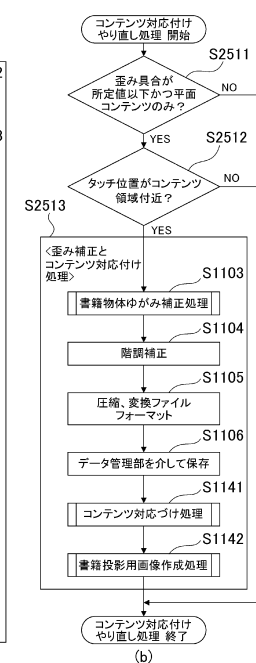 コンテンツ対応付け
やり直し処理 開始
S2511
歪み具合が
所定値以下かつ平面
コンテンツのみ？
NO
YES
S2512
タッチ位置がコンテンツ
領域付近？
NO
YES
S2513
<歪み補正と
コンテンツ対応付け
処理>
S1103
書籍物体ゆがみ補正処理
S1104
階調補正
S1105
圧縮、変換ファイル
フォーマット
S1106
データ管理部を介して保存
S1141
コンテンツ対応づけ処理
S1142
書籍投影用画像作成処理
コンテンツ対応付け
やり直し処理 終了
(b)